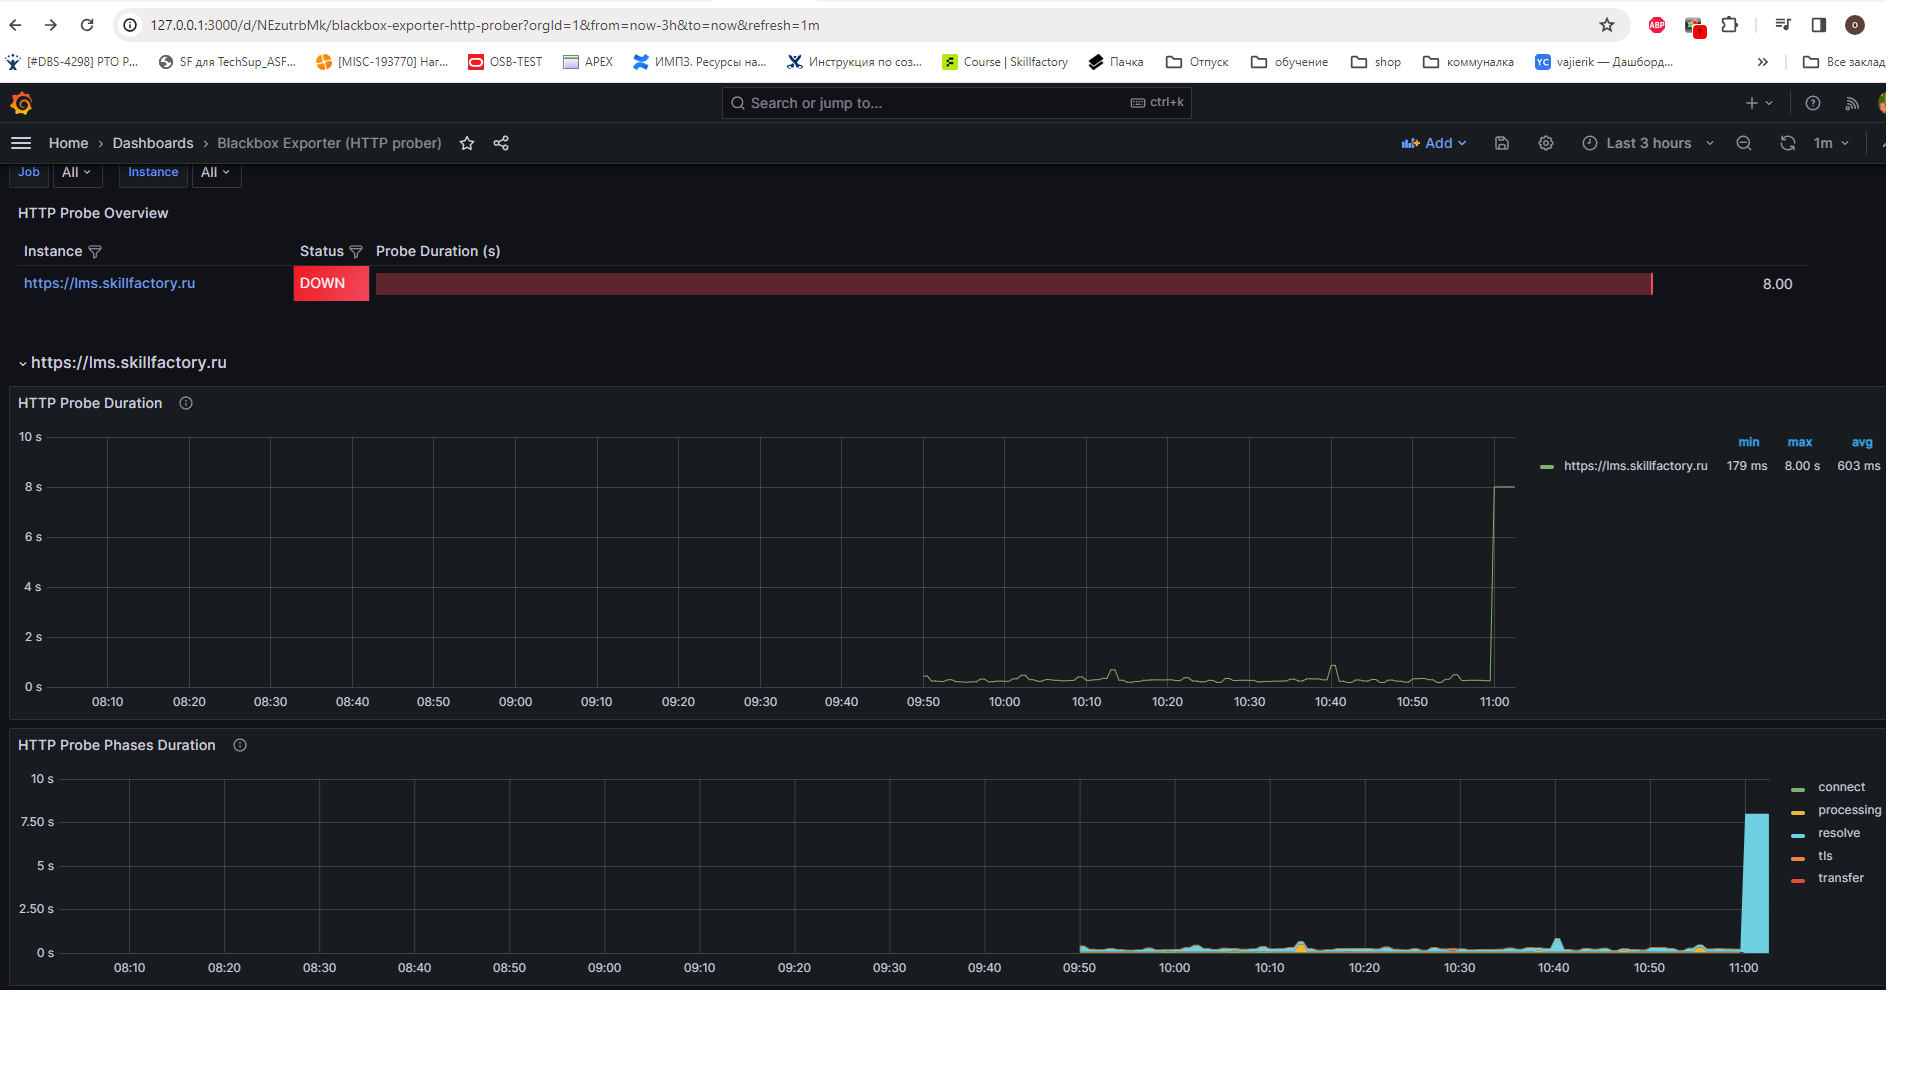 127.0.0.1:3000/d/NEzutrbMk/blackbox-exporter-http-prober?orgId=1&from=now-3h&to=now&refresh=1m
ABP
O
[#DBS-4298] РТО Р...
SF для TechSup_ASF...
[MISC-193770] Наг...
OSB-TEST
APEX
ИМПЗ. Ресурсы на...
Инструкция по соз...
Course | Skillfactory
Пачка
Отпуск
обучение
shop
коммуналка
YC vajierik — Дашборд...
Все заклад
Search or jump to...
ctrl+k
Home > Dashboards > Blackbox Exporter (HTTP prober)
Add
Last 3 hours
1m
Job All
Instance All
HTTP Probe Overview
Instance Status Probe Duration (s)
https://lms.skillfactory.ru DOWN 8.00
https://lms.skillfactory.ru
HTTP Probe Duration
10 s
8 s
6 s
4 s
2 s
0 s
08:10 08:20 08:30 08:40 08:50 09:00 09:10 09:20 09:30 09:40 09:50 10:00 10:10 10:20 10:30 10:40 10:50 11:00
min max avg
https://lms.skillfactory.ru 179 ms 8.00 s 603 ms
HTTP Probe Phases Duration
10 s
7.50 s
5 s
2.50 s
0 s
08:10 08:20 08:30 08:40 08:50 09:00 09:10 09:20 09:30 09:40 09:50 10:00 10:10 10:20 10:30 10:40 10:50 11:00
connect
processing
resolve
tls
transfer